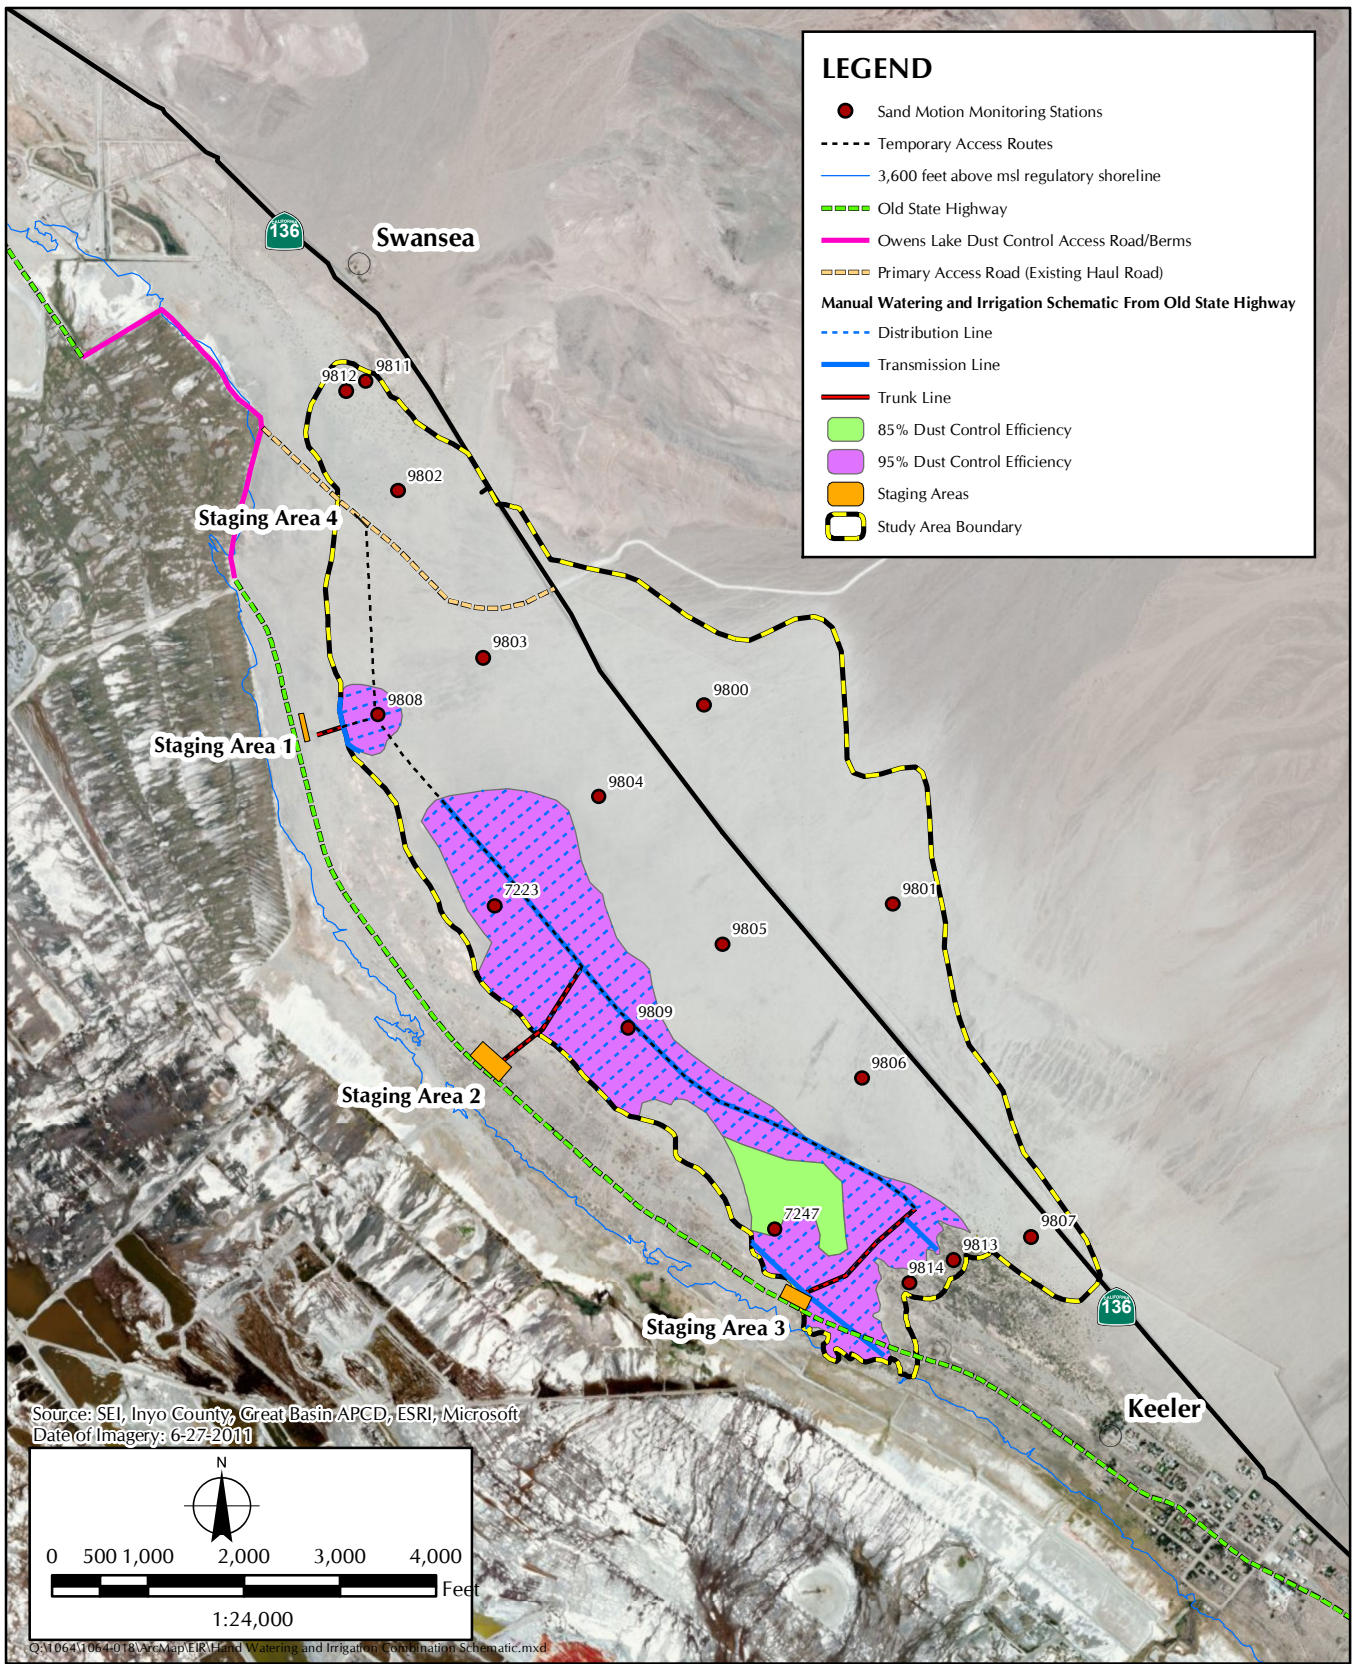 LEGEND
Sand Motion Monitoring Stations
Temporary Access Routes
3,600 feet above msl regulatory shoreline
Old State Highway
Owens Lake Dust Control Access Road/Berms
Primary Access Road (Existing Haul Road)
Manual Watering and Irrigation Schematic From Old State Highway
Distribution Line
Transmission Line
Trunk Line
85% Dust Control Efficiency
95% Dust Control Efficiency
Staging Areas
Study Area Boundary
CALIFORNIA
136
Swansea
9811
9812
9802
Staging Area 4
9803
9808
9800
Staging Area 1
9804
7223
9801
9805
9809
9806
Staging Area 2
7247
9807
9813
9814
CALIFORNIA
136
Staging Area 3
Keeler
Source: SEI, Inyo County, Great Basin APCD, ESRI, Microsoft
Date of Imagery: 6-27-2011
N
0 500 1,000 2,000 3,000 4,000
Feet
1:24,000
Q:\1064\1064-018\ArcMap\EIR\Hand Watering and Irrigation Combination Schematic.mxd